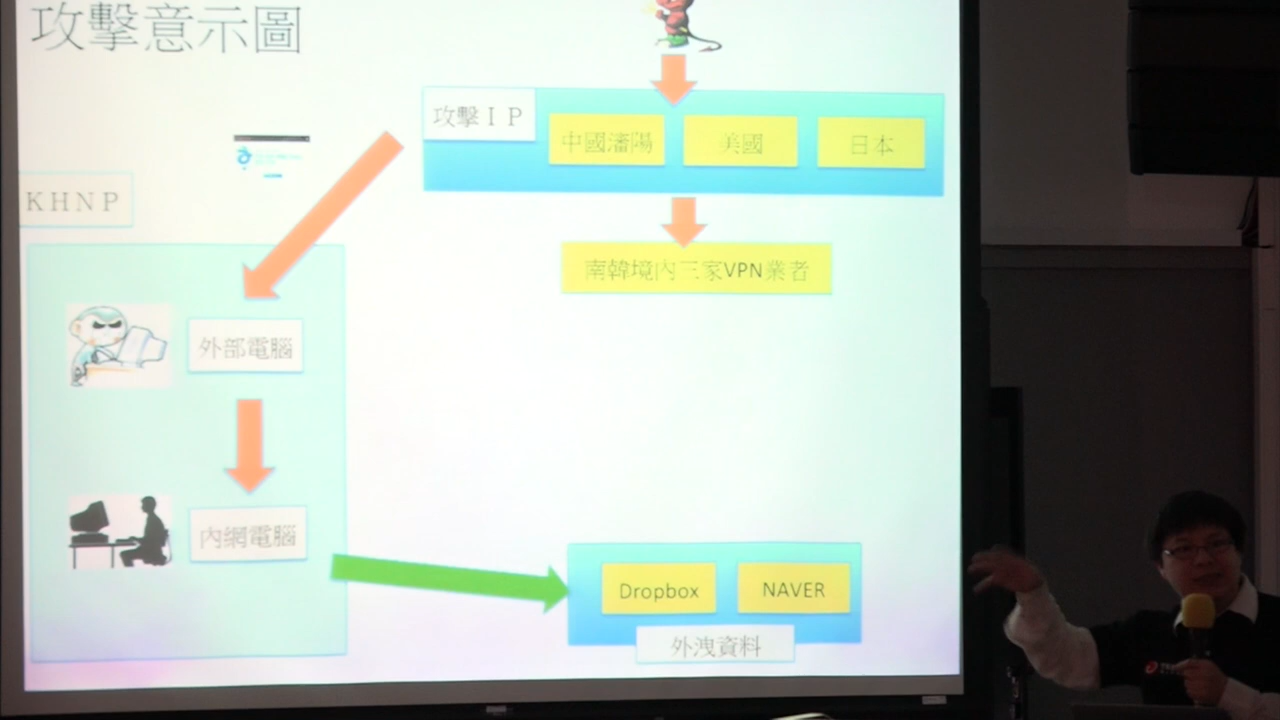 攻擊意示圖
攻擊ＩＰ
中國瀋陽
美國
日本
ＫＨＮＰ
南韓境內三家VPN業者
外部電腦
內網電腦
Dropbox
NAVER
外洩資料